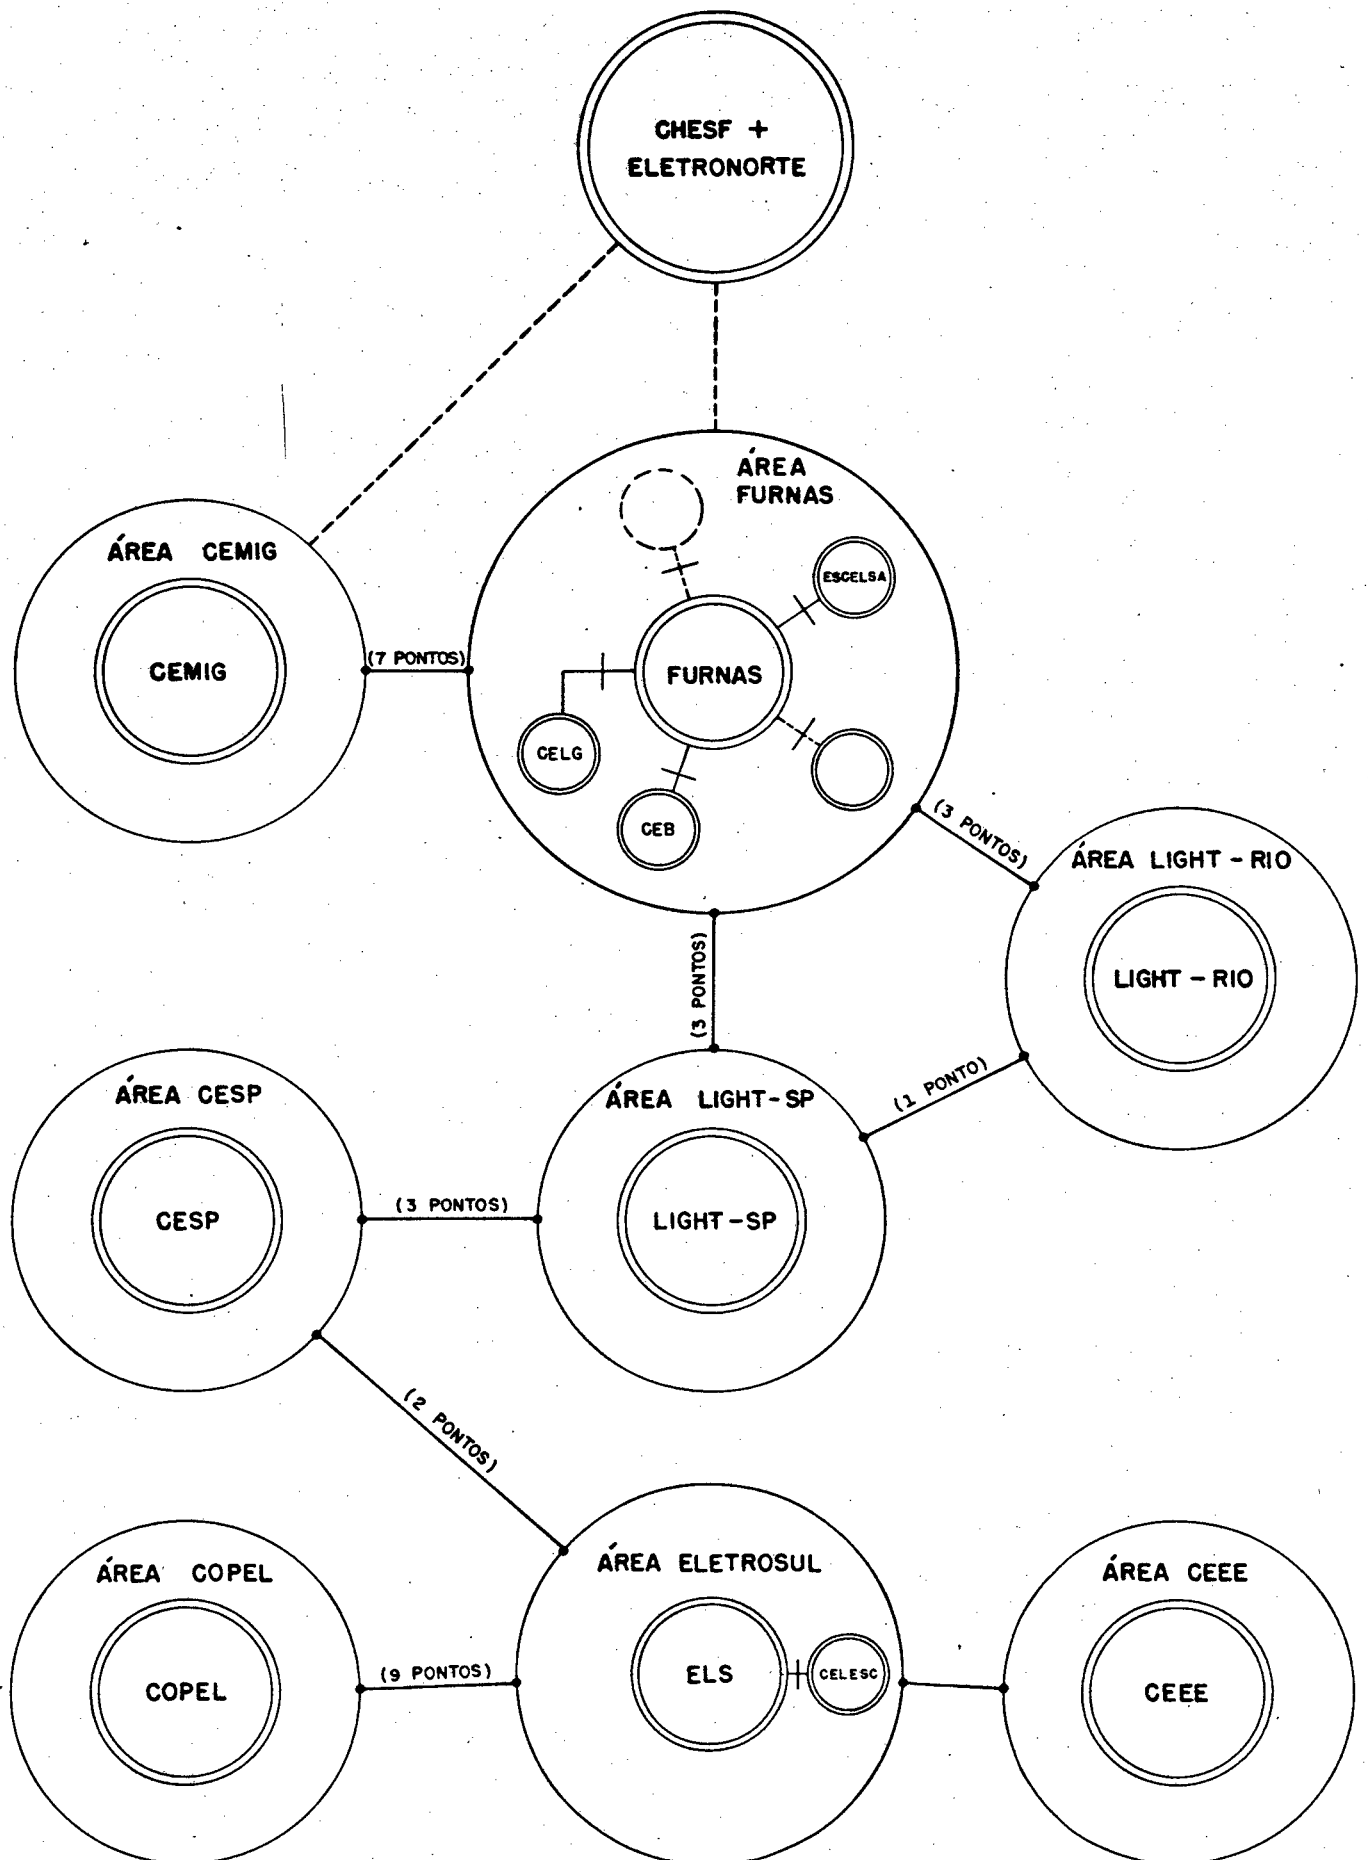 CHESF +
ELETRONORTE
ÁREA
FURNAS
ESCELSA
ÁREA CEMIG
CEMIG
(7 PONTOS)
FURNAS
CELG
CEB
(3 PONTOS)
ÁREA LIGHT - RIO
LIGHT - RIO
(3 PONTOS)
(1 PONTO)
ÁREA CESP
CESP
(3 PONTOS)
ÁREA LIGHT-SP
LIGHT-SP
(2 PONTOS)
ÁREA COPEL
COPEL
(9 PONTOS)
ÁREA ELETROSUL
ELS
CELESC
ÁREA CEEE
CEEE